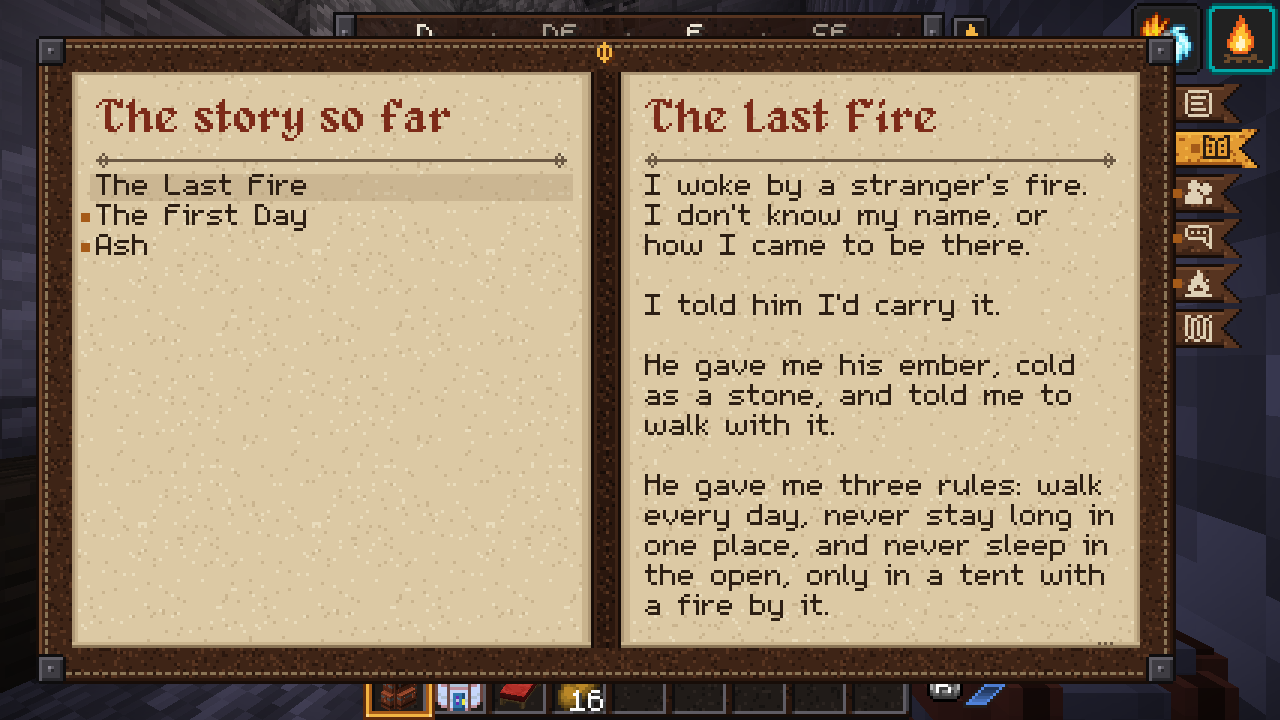 The story so far
The Last Fire
The First Day
Ash
The Last Fire
I woke by a stranger's fire.
I don't know my name, or
how I came to be there.
I told him I'd carry it.
He gave me his ember, cold
as a stone, and told me to
walk with it.
He gave me three rules: walk
every day, never stay long in
one place, and never sleep in
the open, only in a tent with
a fire by it.
...
16